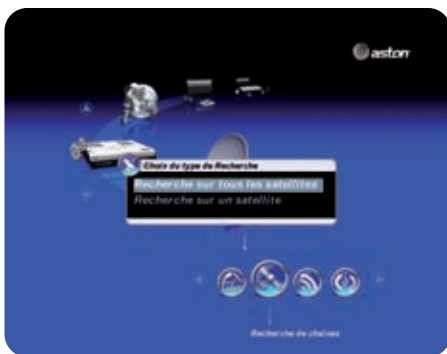 aston
Choix du type de Recherche
Recherche sur tous les satellites
Recherche sur un satellite
Recherche de chaînes